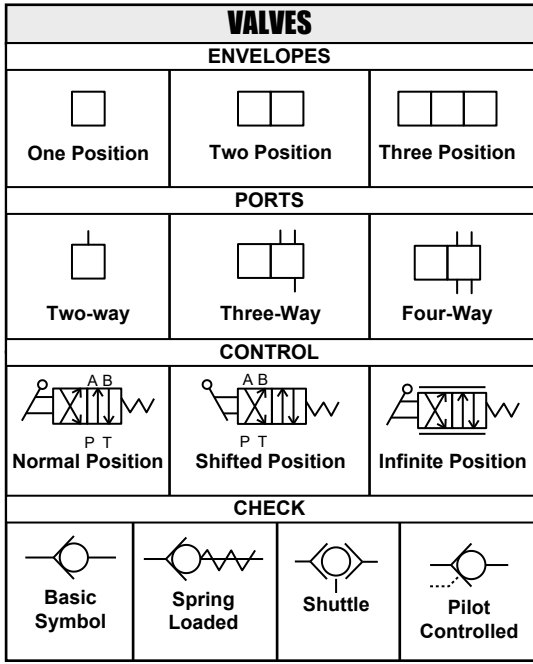 VALVES
ENVELOPES
One Position
Two Position
Three Position
PORTS
Two-way
Three-Way
Four-Way
CONTROL
A B
P T
Normal Position
A B
P T
Shifted Position
Infinite Position
CHECK
Basic
Symbol
Spring
Loaded
Shuttle
Pilot
Controlled